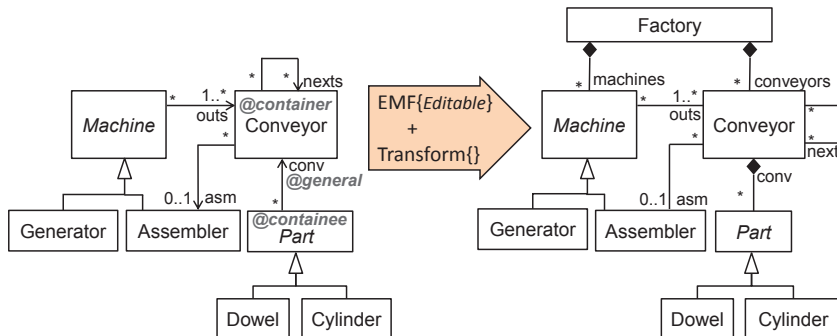 * * nexts
@container
Machine * 1..* outs Conveyor
* conv
@general
0..1 asm *
@containee
Generator Assembler Part
Dowel Cylinder
EMF{Editable}
+
Transform{}
Factory
* machines * conveyors
Machine * 1..* outs Conveyor *
* next
* conv
0..1 asm *
Generator Assembler Part
Dowel Cylinder